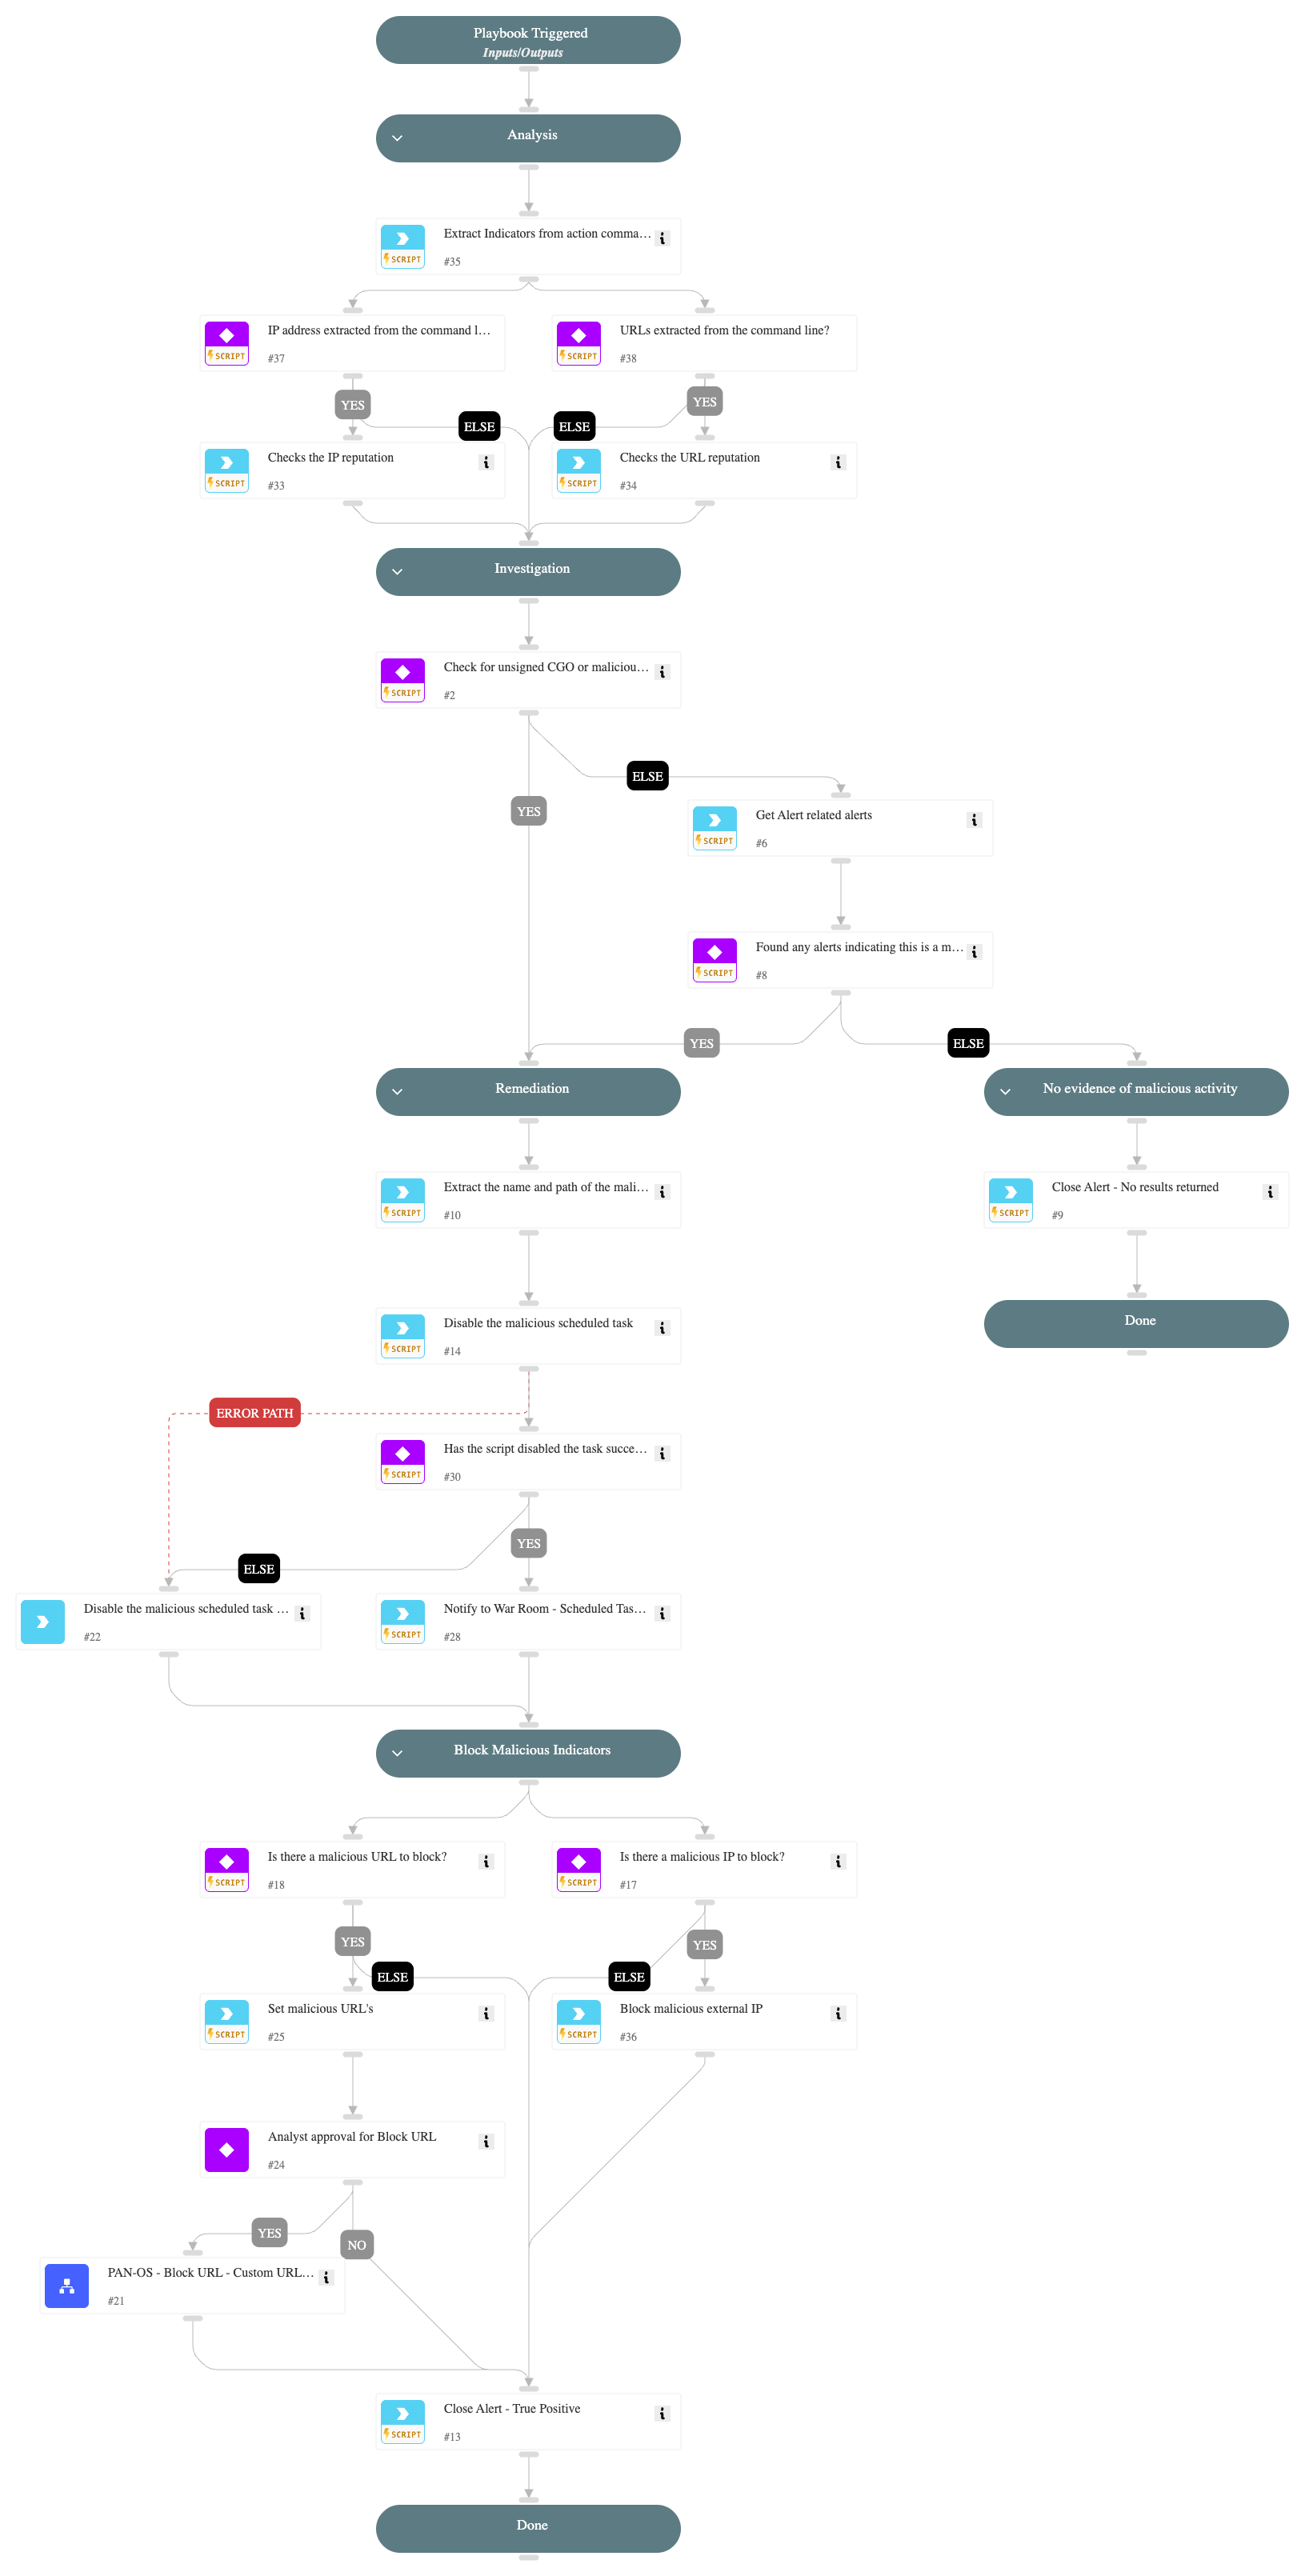 Playbook Triggered
Inputs/Outputs
Analysis
Extract Indicators from action comma…
SCRIPT
#35
IP address extracted from the command l…
SCRIPT
#37
URLs extracted from the command line?
SCRIPT
#38
YES
YES
ELSE
ELSE
Checks the IP reputation
SCRIPT
#33
Checks the URL reputation
SCRIPT
#34
Investigation
Check for unsigned CGO or maliciou…
SCRIPT
#2
ELSE
YES
Get Alert related alerts
SCRIPT
#6
Found any alerts indicating this is a m…
SCRIPT
#8
YES
ELSE
Remediation
No evidence of malicious activity
Extract the name and path of the mali…
SCRIPT
#10
Close Alert - No results returned
SCRIPT
#9
Disable the malicious scheduled task
SCRIPT
#14
Done
ERROR PATH
Has the script disabled the task succe…
SCRIPT
#30
YES
ELSE
Disable the malicious scheduled task …
#22
Notify to War Room - Scheduled Tas…
SCRIPT
#28
Block Malicious Indicators
Is there a malicious URL to block?
SCRIPT
#18
Is there a malicious IP to block?
SCRIPT
#17
YES
YES
ELSE
ELSE
Set malicious URL's
SCRIPT
#25
Block malicious external IP
SCRIPT
#36
Analyst approval for Block URL
#24
YES
NO
PAN-OS - Block URL - Custom URL…
#21
Close Alert - True Positive
SCRIPT
#13
Done